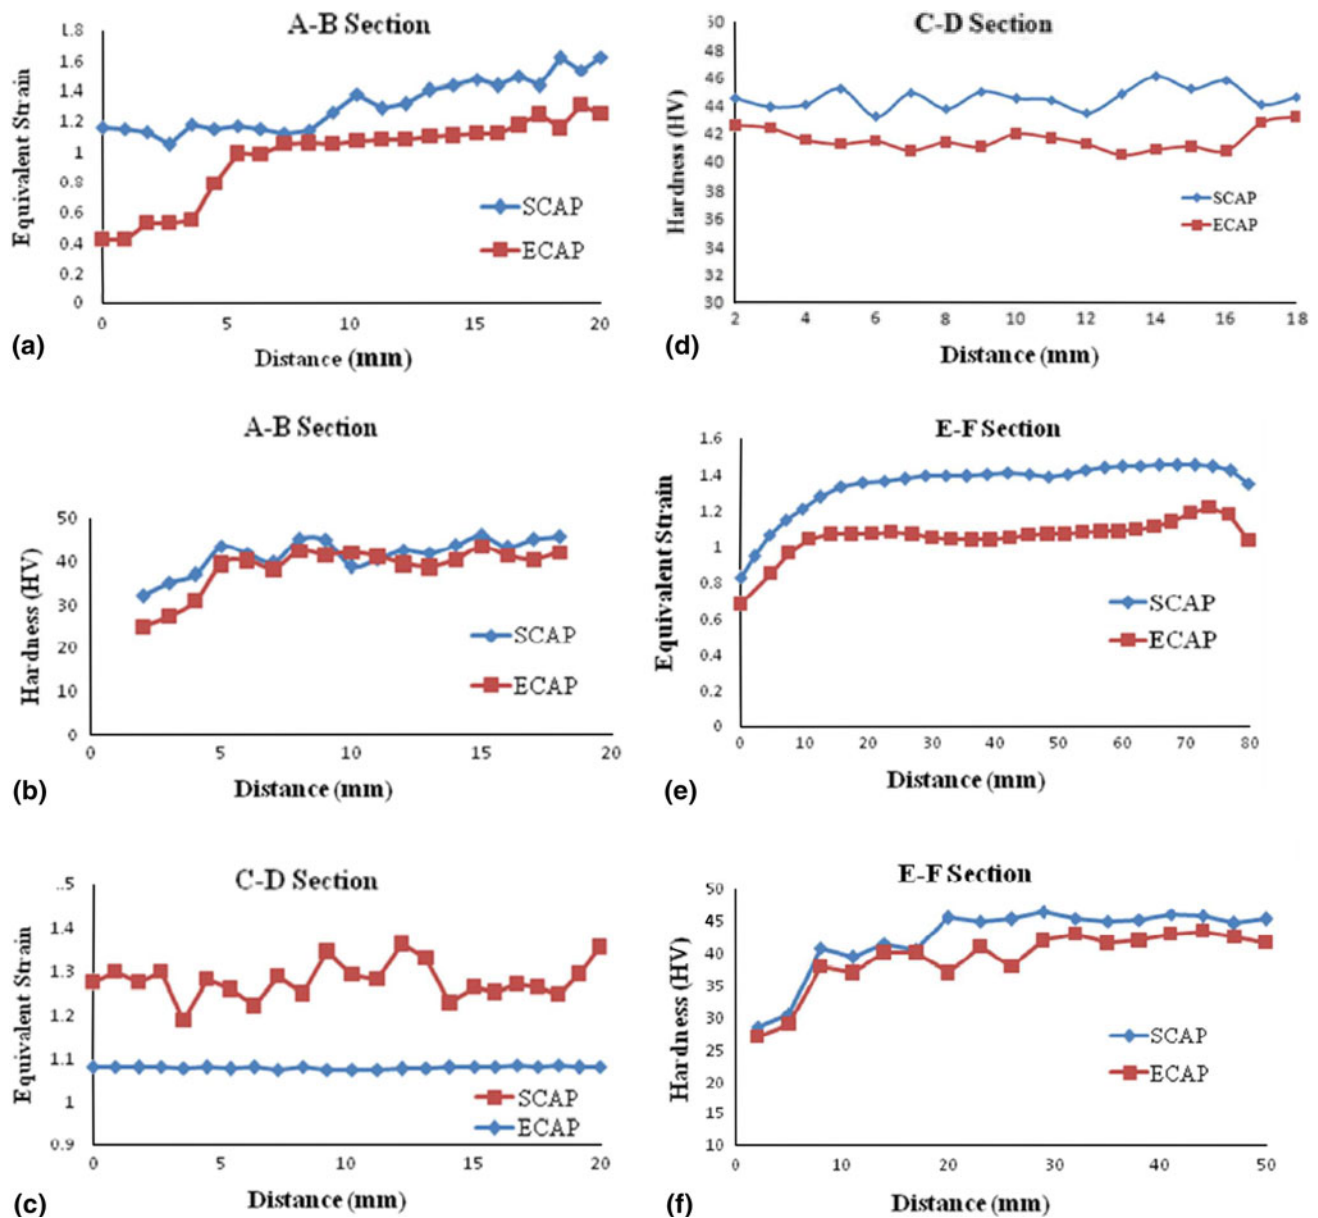 A-B Section
1.8
1.6
1.4
1.2
1
0.8
0.6
0.4
0.2
0
Equivalent Strain
SCAP
ECAP
0 5 10 15 20
Distance (mm)
(a)
C-D Section
50
48
46
44
42
40
38
36
34
32
30
Hardness (HV)
SCAP
ECAP
2 4 6 8 10 12 14 16 18
Distance (mm)
(d)
A-B Section
50
40
30
20
10
0
Hardness (HV)
SCAP
ECAP
0 5 10 15 20
Distance (mm)
(b)
E-F Section
1.6
1.4
1.2
1
0.8
0.6
0.4
0.2
0
Equivalent Strain
SCAP
ECAP
0 10 20 30 40 50 60 70 80
Distance (mm)
(e)
C-D Section
.5
1.4
1.3
1.2
1.1
1
0.9
Equivalent Strain
SCAP
ECAP
0 5 10 15 20
Distance (mm)
(c)
E-F Section
50
45
40
35
30
25
20
15
10
Hardness (HV)
SCAP
ECAP
0 10 20 30 40 50
Distance (mm)
(f)